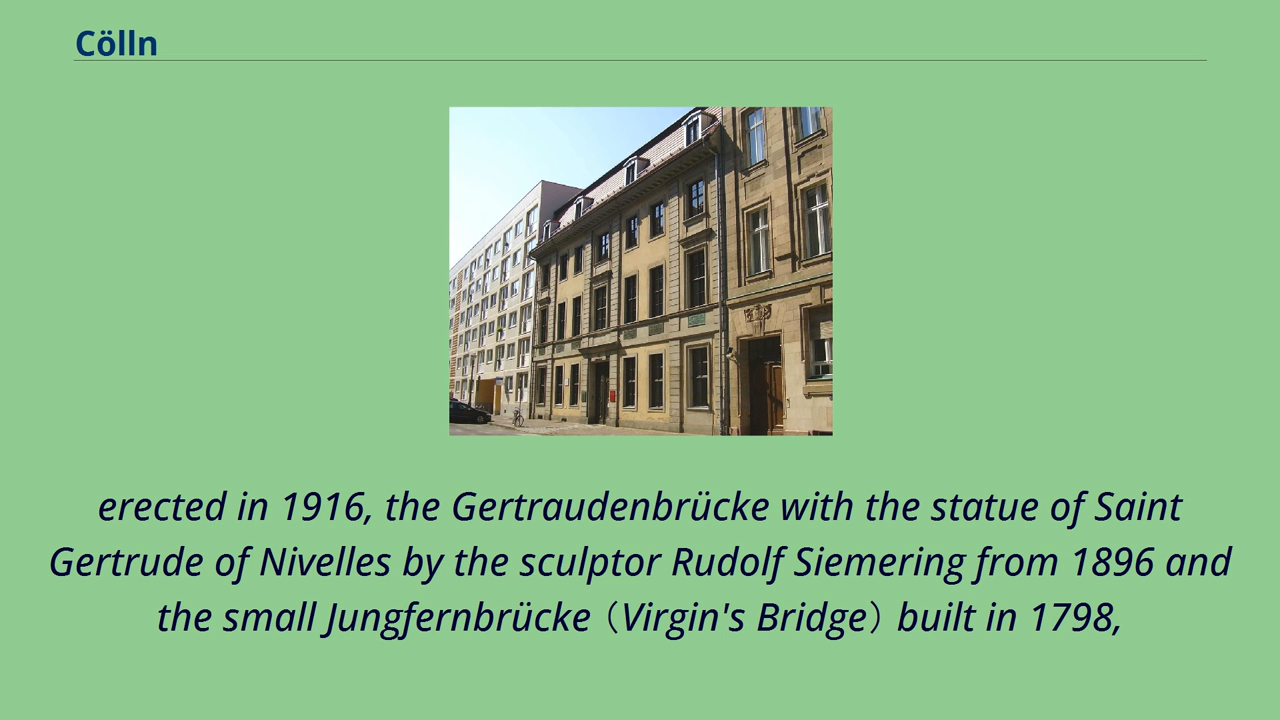 Cölln
erected in 1916, the Gertraudenbrücke with the statue of Saint
Gertrude of Nivelles by the sculptor Rudolf Siemering from 1896 and
the small Jungfernbrücke（Virgin's Bridge）built in 1798,